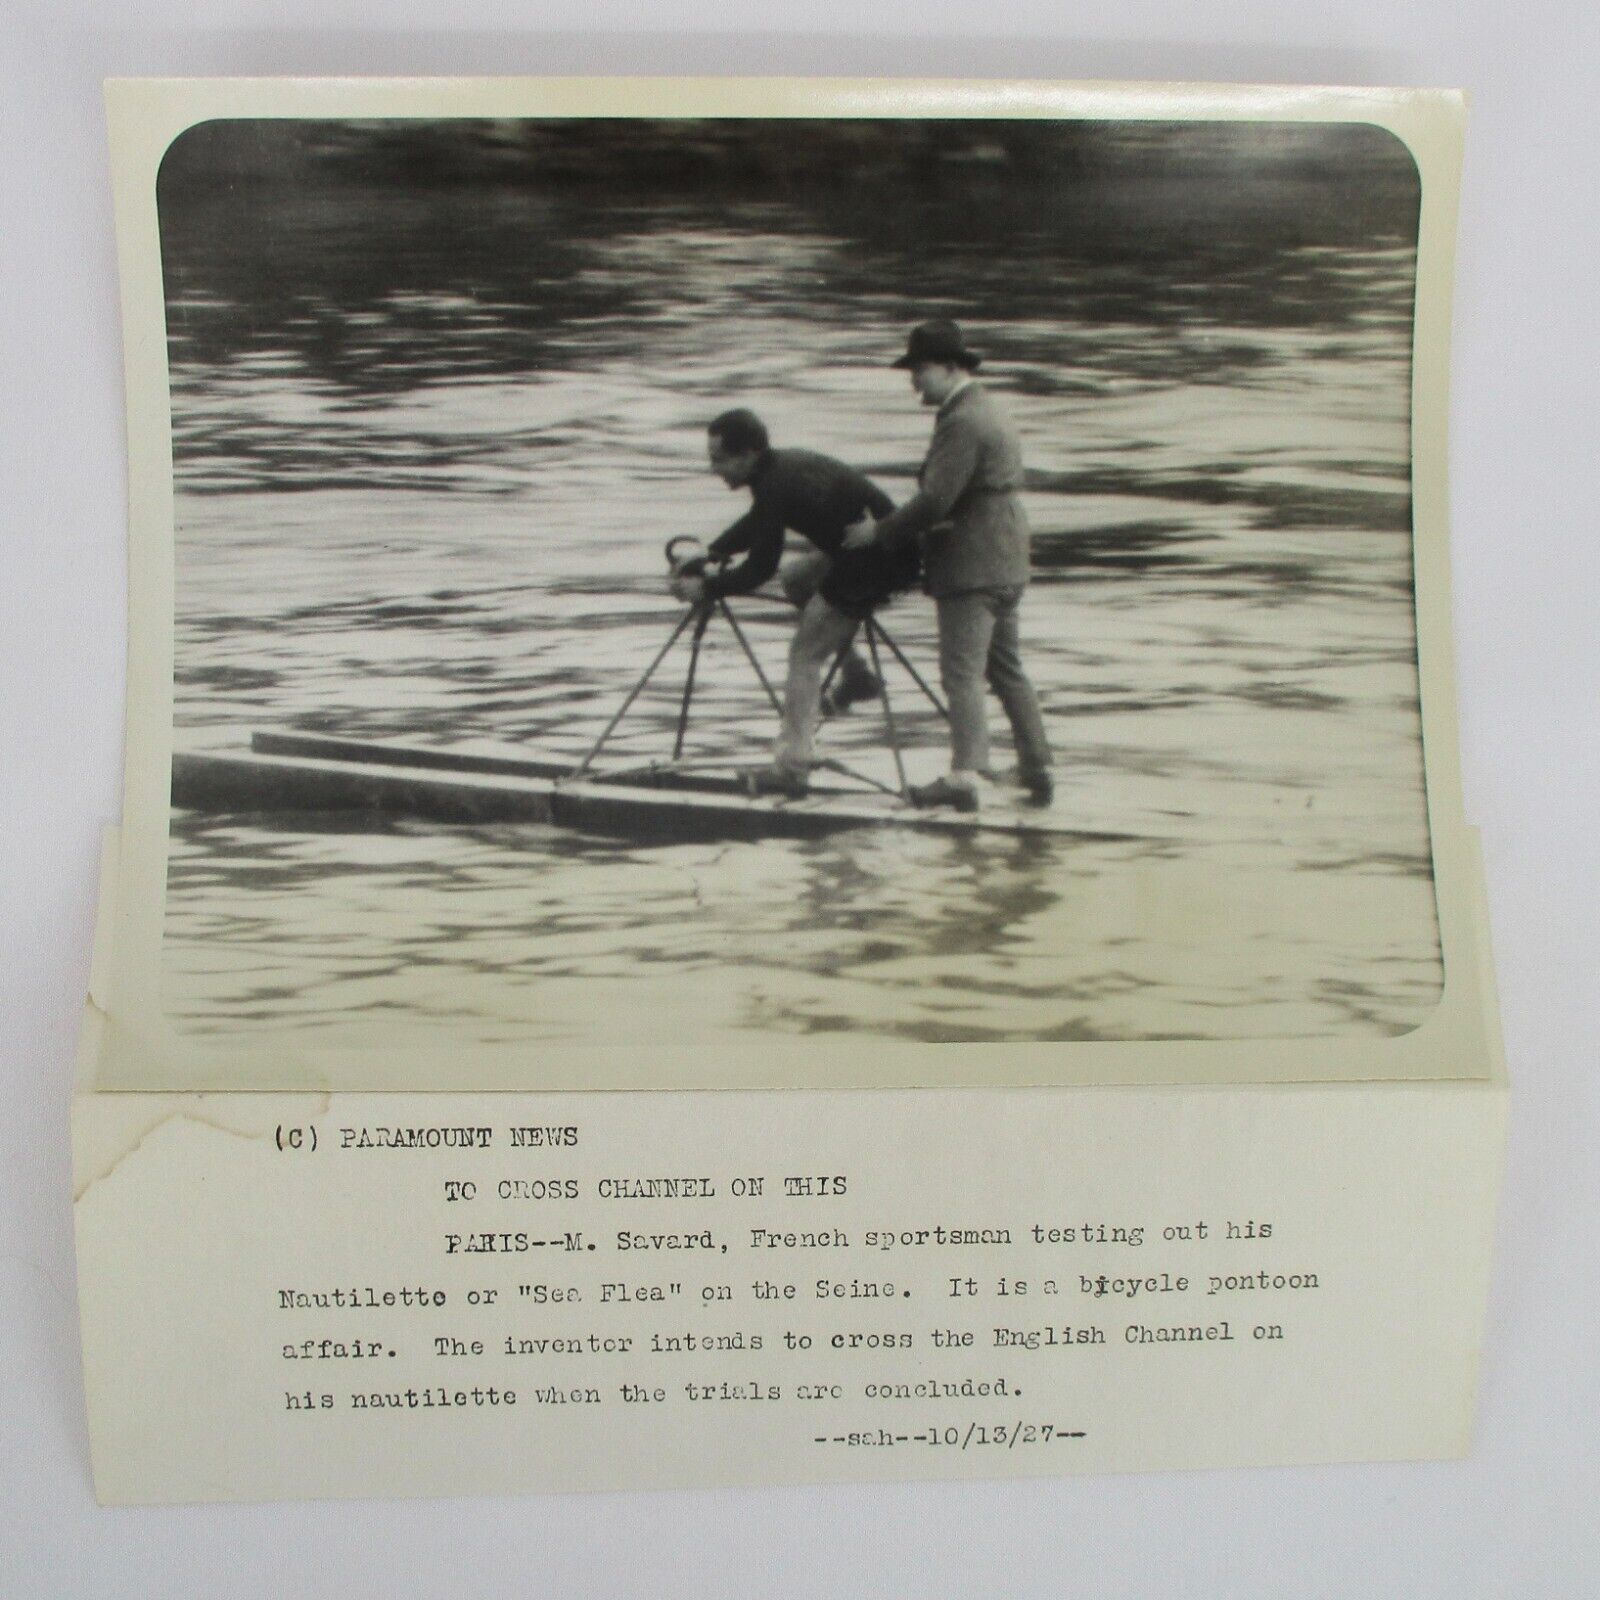 (C) PARAMOUNT NEWS
TO CROSS CHANNEL ON THIS
PARIS--M. Savard, French sportsman testing out his
Nautilette or "Sea Flea" on the Seine. It is a bicycle pontoon
affair. The inventor intends to cross the English Channel on
his nautilette when the trials are concluded.
--sah--10/13/27--